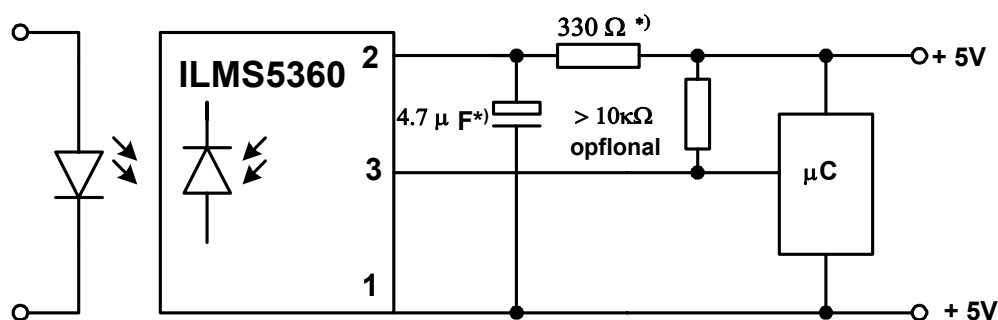 330 Ω *)
2
+ 5V
ILMS5360
4.7 μ F*)
> 10κΩ
opflonal
3
μC
1
+ 5V